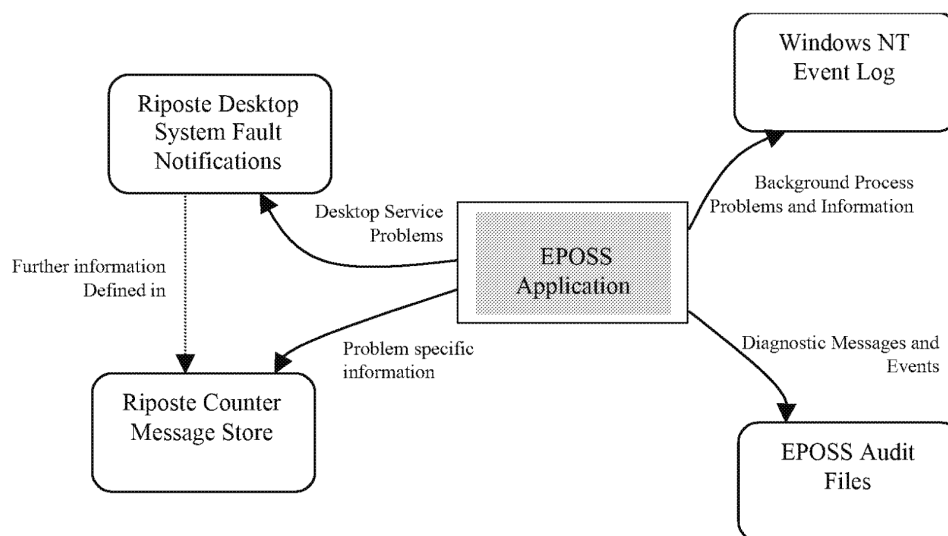 Windows NT
Event Log
Riposte Desktop
System Fault
Notifications
Background Process
Problems and Information
Desktop Service
Problems
EPOSS
Application
Further information
Defined in
Problem specific
information
Diagnostic Messages and
Events
Riposte Counter
Message Store
EPOSS Audit
Files